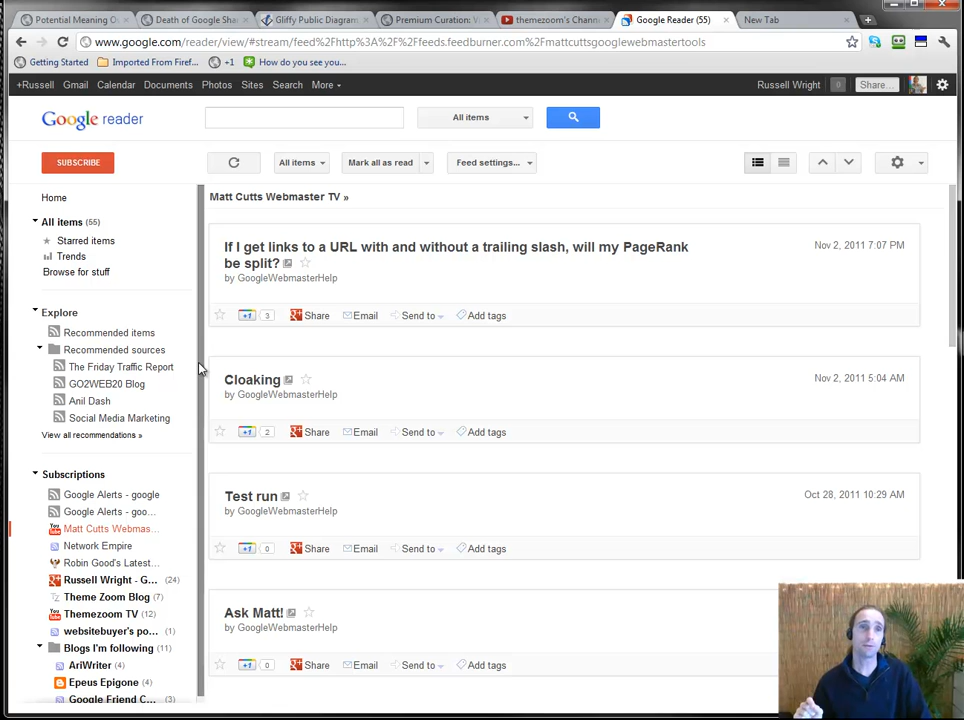 Potential Meaning O
Death of Google Sha
Gliffy Public Diagram
Premium Curation: V
themezoom's Chann
Google Reader (55)
New Tab
www.google.com/reader/view/#stream/feed%2Fhttp%3A%2F%2Ffeeds.feedburner.com%2Fmattcuttsgooglewebmastertools
Getting Started
Imported From Firef...
+1
How do you see you...
+Russell Gmail Calendar Documents Photos Sites Search More
Russell Wright 0 Share...
Google reader
All items
SUBSCRIBE
All items
Mark all as read
Feed settings...
Home
All items (55)
Starred items
Trends
Browse for stuff
Explore
Recommended items
Recommended sources
The Friday Traffic Report
GO2WEB20 Blog
Anil Dash
Social Media Marketing
View all recommendations »
Subscriptions
Google Alerts - google
Google Alerts - goo...
Matt Cutts Webmas...
Network Empire
Robin Good's Latest...
Russell Wright - G... (24)
Theme Zoom Blog (7)
Themezoom TV (12)
websitebuyer's po... (1)
Blogs I'm following (11)
AriWriter (4)
Epeus Epigone (4)
Google Friend C... (3)
Matt Cutts Webmaster TV »
If I get links to a URL with and without a trailing slash, will my PageRank
be split?
Nov 2, 2011 7:07 PM
by GoogleWebmasterHelp
+1 3 Share Email Send to Add tags
Cloaking
Nov 2, 2011 5:04 AM
by GoogleWebmasterHelp
+1 2 Share Email Send to Add tags
Test run
Oct 28, 2011 10:29 AM
by GoogleWebmasterHelp
+1 0 Share Email Send to Add tags
Ask Matt!
by GoogleWebmasterHelp
+1 0 Share Email Send to Add tags